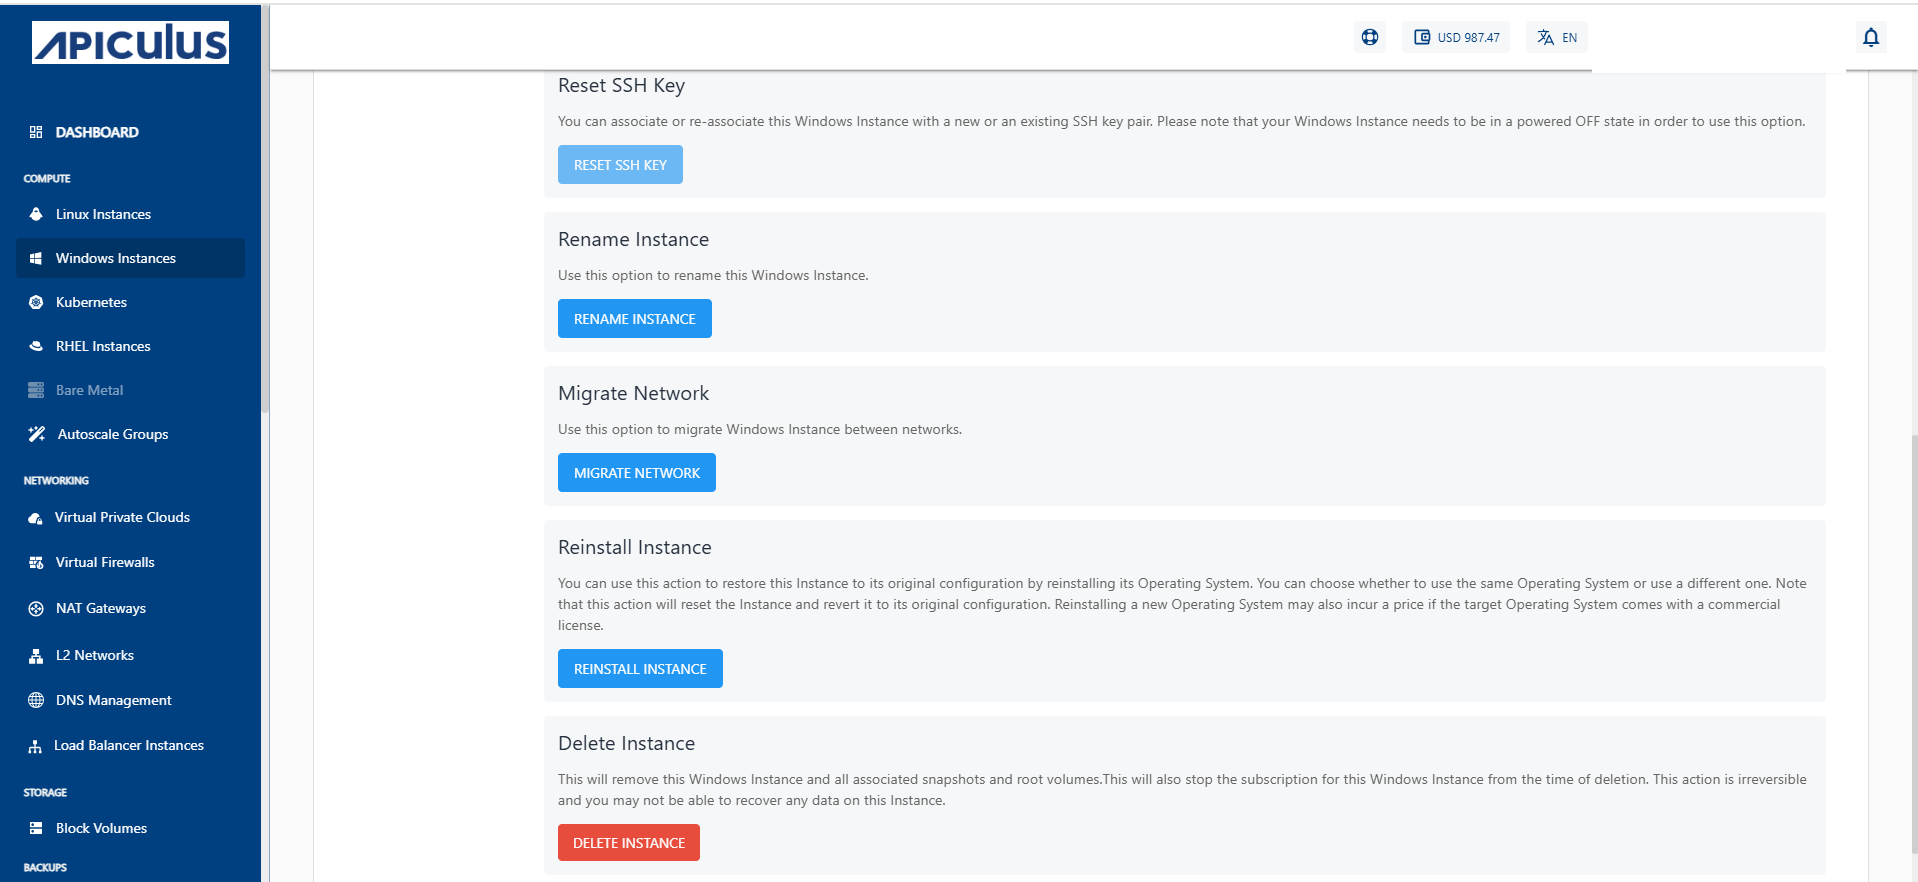 APICULUS
USD 987.47
EN
DASHBOARD
COMPUTE
Linux Instances
Windows Instances
Kubernetes
RHEL Instances
Bare Metal
Autoscale Groups
NETWORKING
Virtual Private Clouds
Virtual Firewalls
NAT Gateways
L2 Networks
DNS Management
Load Balancer Instances
STORAGE
Block Volumes
BACKUPS
Reset SSH Key
You can associate or re-associate this Windows Instance with a new or an existing SSH key pair. Please note that your Windows Instance needs to be in a powered OFF state in order to use this option.
RESET SSH KEY
Rename Instance
Use this option to rename this Windows Instance.
RENAME INSTANCE
Migrate Network
Use this option to migrate Windows Instance between networks.
MIGRATE NETWORK
Reinstall Instance
You can use this action to restore this Instance to its original configuration by reinstalling its Operating System. You can choose whether to use the same Operating System or use a different one. Note
that this action will reset the Instance and revert it to its original configuration. Reinstalling a new Operating System may also incur a price if the target Operating System comes with a commercial
license.
REINSTALL INSTANCE
Delete Instance
This will remove this Windows Instance and all associated snapshots and root volumes.This will also stop the subscription for this Windows Instance from the time of deletion. This action is irreversible
and you may not be able to recover any data on this Instance.
DELETE INSTANCE